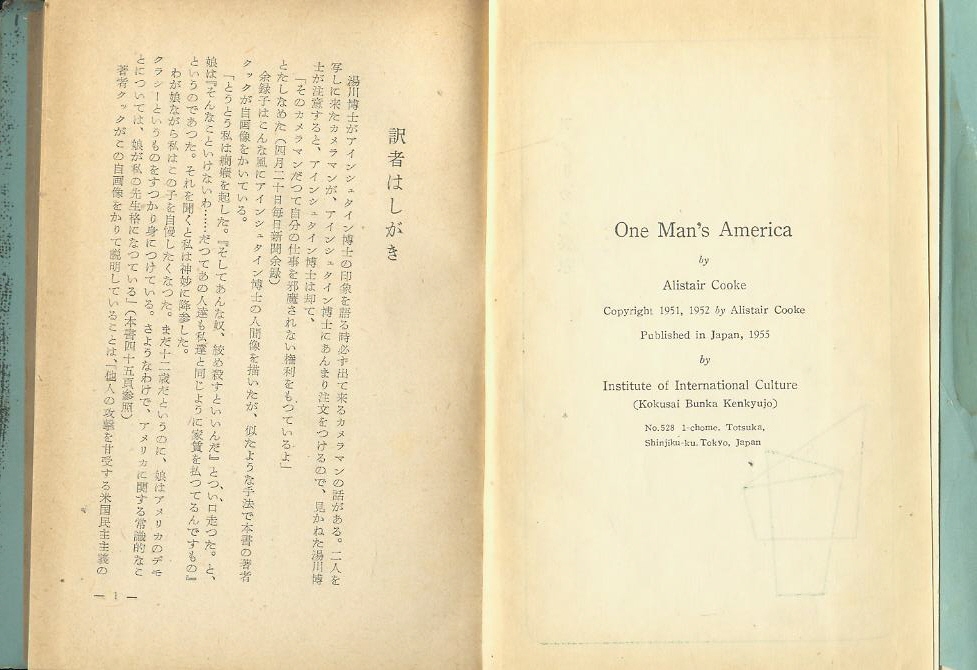 One Man's America
by
Alistair Cooke
Copyright 1951, 1952 by Alistair Cooke
Published in Japan, 1955
by
Institute of International Culture
(Kokusai Bunka Kenkyujo)
No.528 1-chome, Totsuka,
Shinjiku-ku, Tokyo, Japan
訳者はしがき
湯川博士がアインシュタイン博士の印象を語る時必ず出て来るカメラマンの話がある。二人を
写しに来たカメラマンが、アインシュタイン博士にあんまり注文をつけるので、見かねた湯川博
士が注意すると、アインシュタイン博士は却て、
「そのカメラマンだつて自分の仕事を邪魔されない権利をもつているよ」
とたしなめた(四月二十日毎日新聞余録)
余録子はこんな風にアインシュタイン博士の人間像を描いたが、似たような手法で本書の著者
クックが自画像をかいている。
「とうとう私は癇癪を起した。『そしてあんな奴、絞め殺すといいんだ』とつい口走つた。と、
娘は『そんなこといけないわ……だつてあの人達も私達と同じように家賃を払つてるんですもの』
というのであつた。それを聞くと私は神妙に降参した。
わが娘ながら私はこの子を自慢したくなつた。まだ十二歳だというのに、娘はアメリカのデモ
クラシーというものをすつかり身につけている。さようなわけで、アメリカに関する常識的なこ
とについては、娘が私の先生格になつている」(本書四十五頁参照)
著者クックがこの自画像をかりて説明していることは、『他人の攻撃を甘受する米国民主主義の
— 1 —